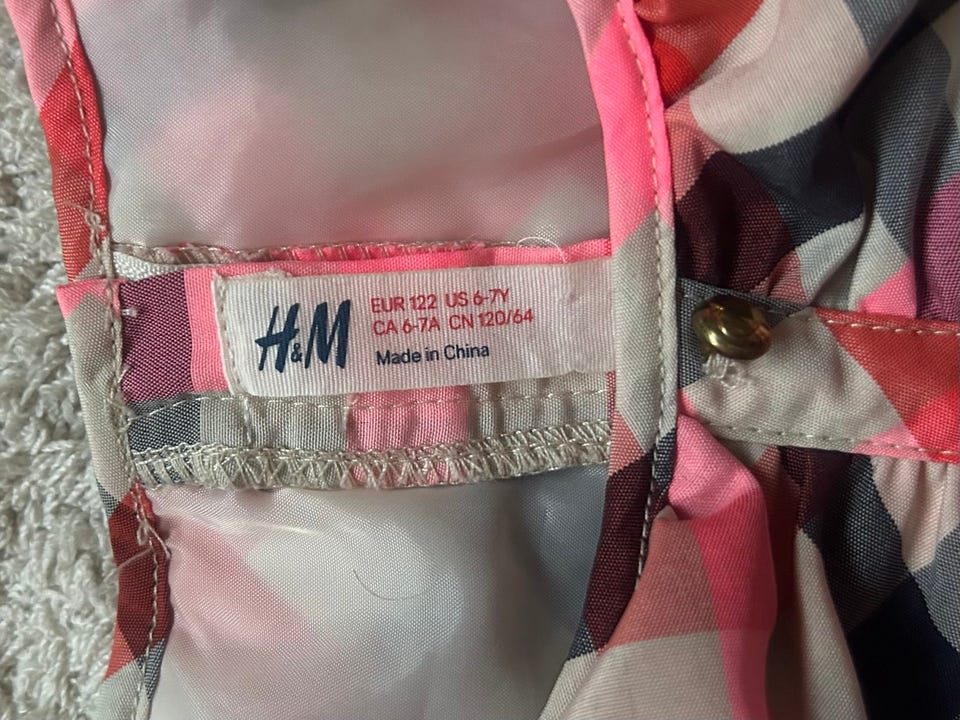 H&M
EUR 122 US 6-7Y
CA 6-7A CN 120/64
Made in China